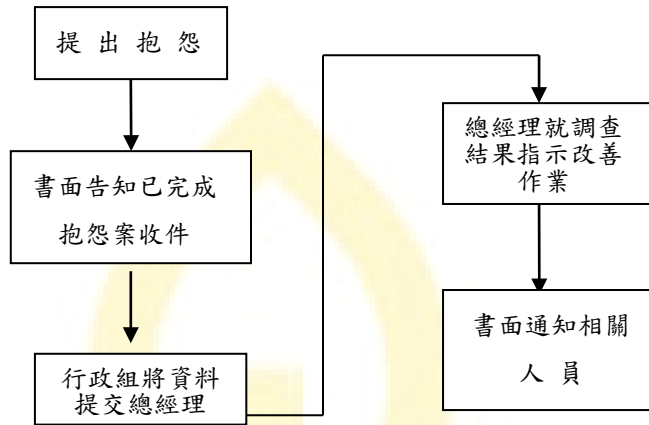 提 出 抱 怨
書面告知已完成
抱怨案收件
行政組將資料
提交總經理
總經理就調查
結果指示改善
作業
書面通知相關
人 員